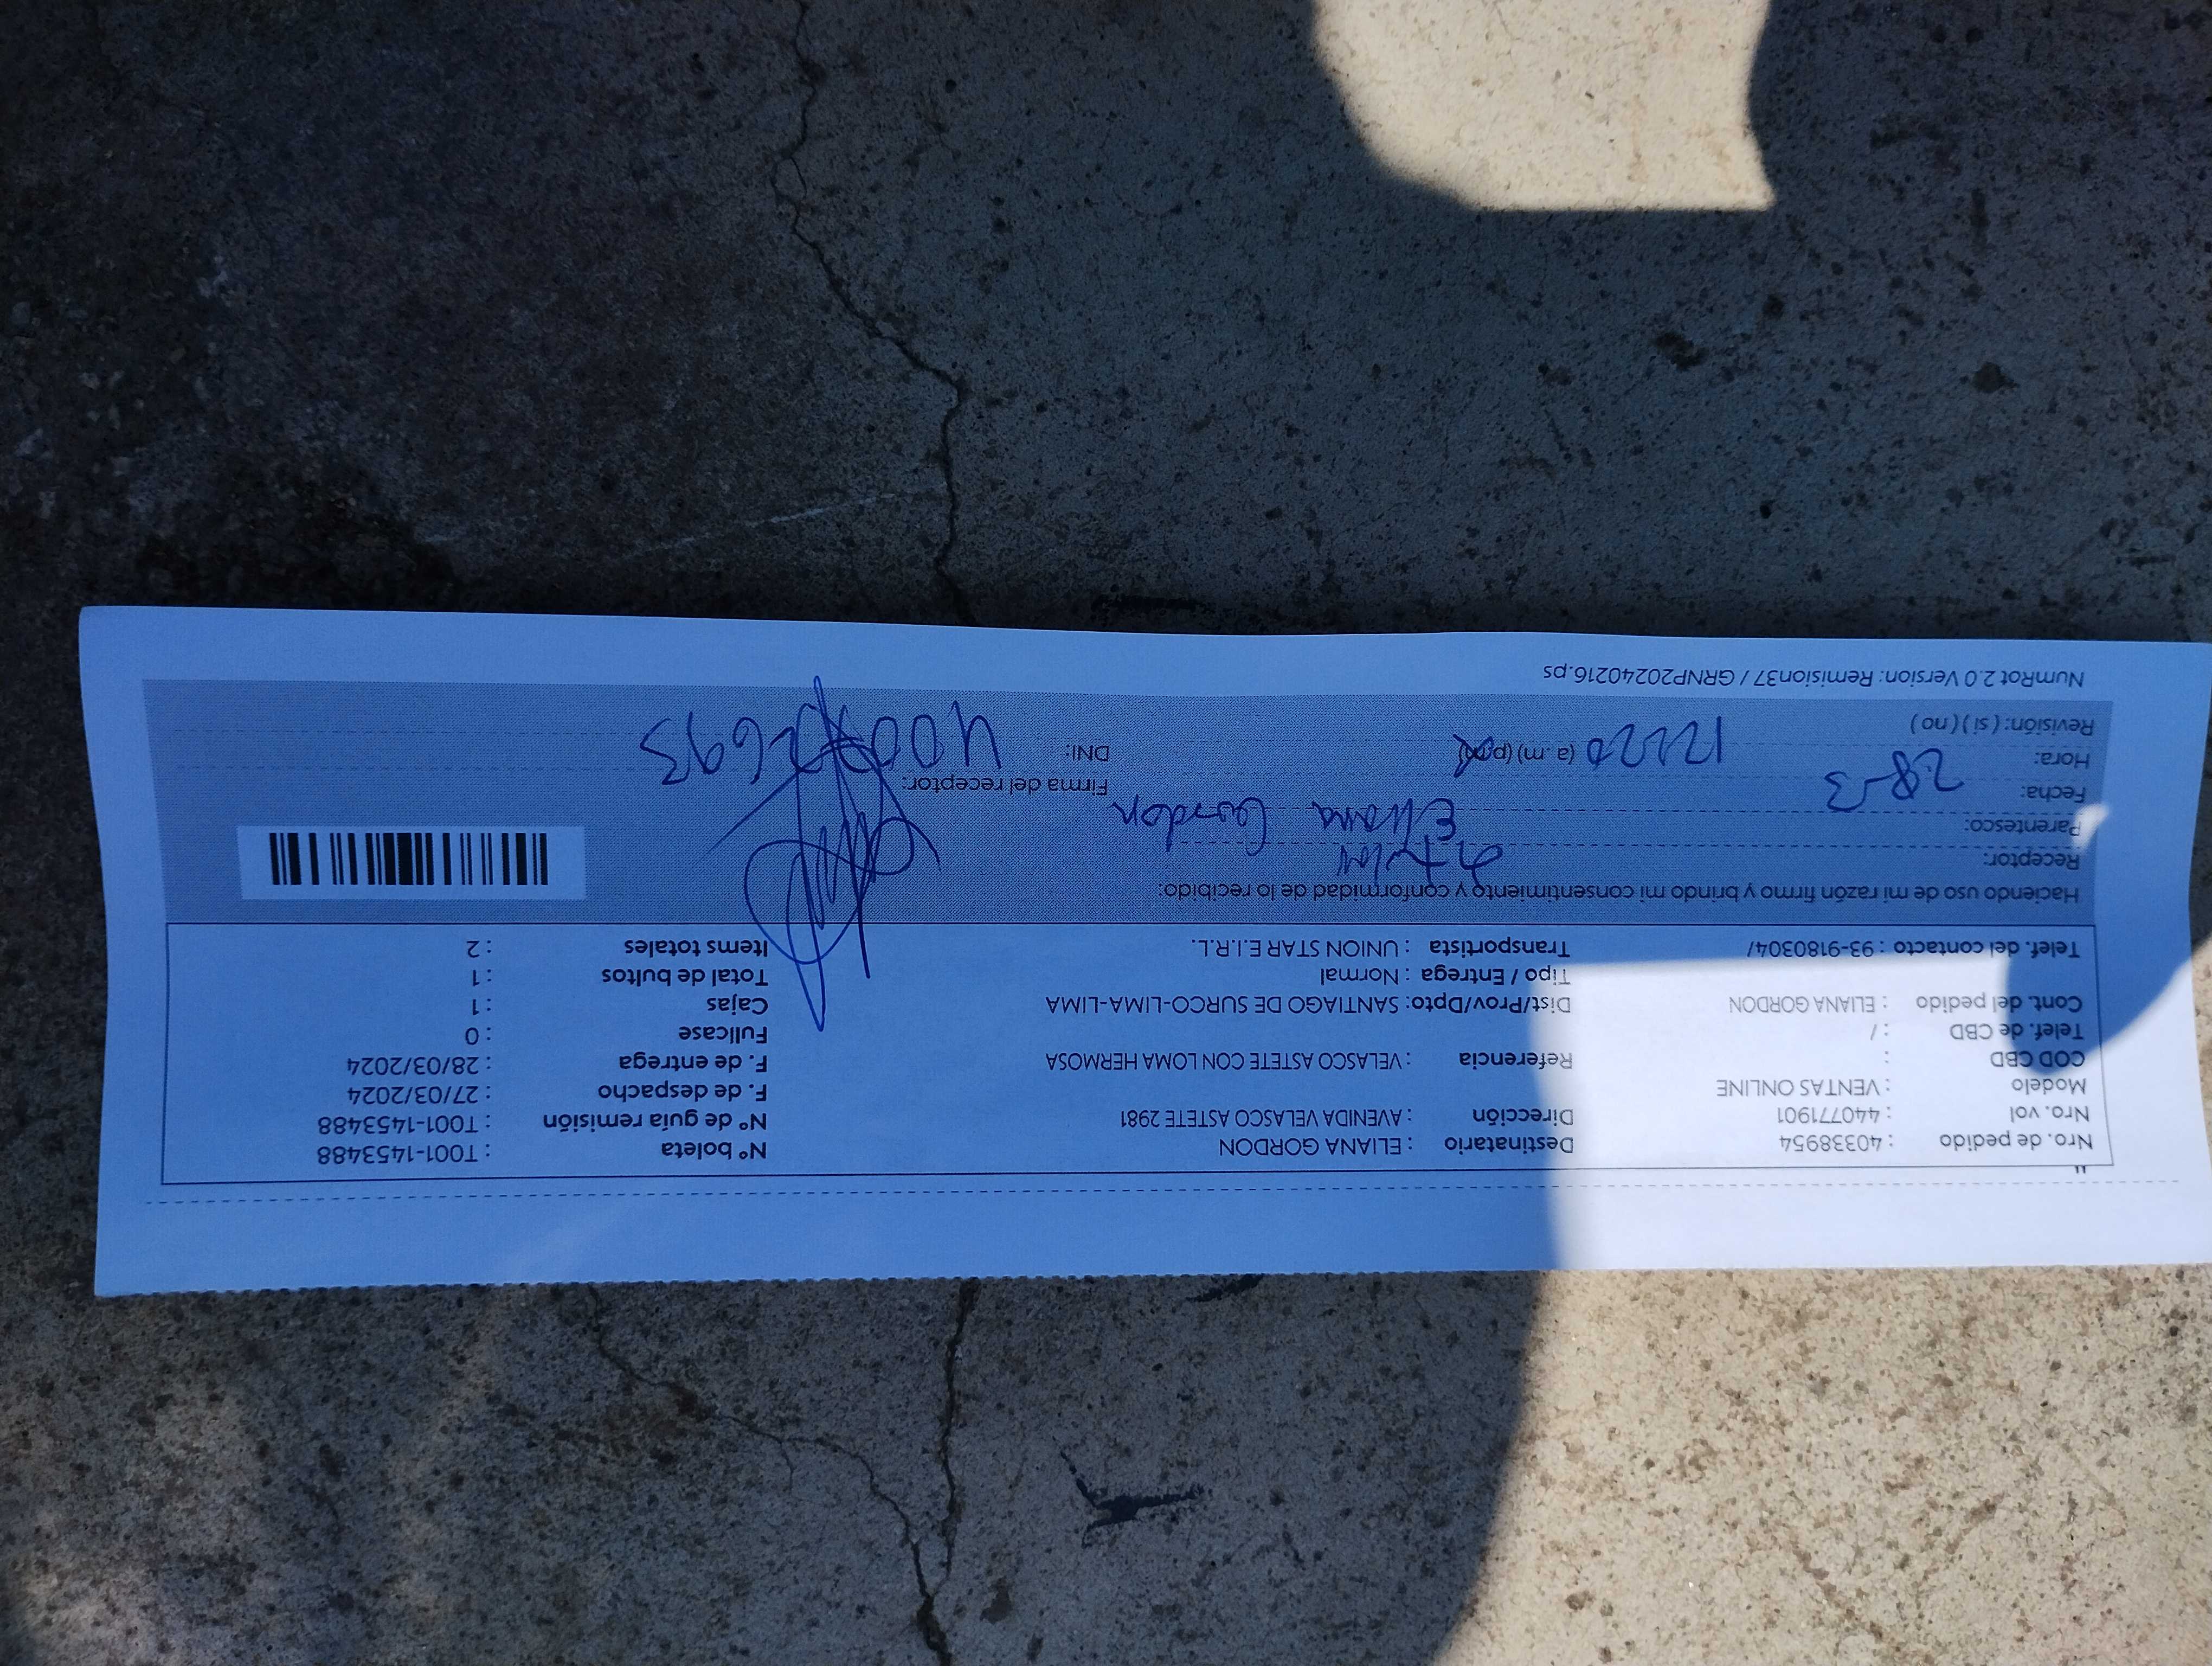 Nro. de pedido : 40338954 Destinatario : ELIANA GORDON N° boleta : T001-1453488
Nro. vol : 440771901 Dirección : AVENIDA VELASCO ASTETE 2981 N° de guía remisión : T001-1453488
Modelo : VENTAS ONLINE F. de despacho : 27/03/2024
COD CBD : Referencia : VELASCO ASTETE CON LOMA HERMOSA F. de entrega : 28/03/2024
Telef. de CBD : / Fullcase : 0
Cont. del pedido : ELIANA GORDON Dist/Prov/Dpto: SANTIAGO DE SURCO-LIMA-LIMA Cajas : 1
Tipo / Entrega : Normal Total de bultos : 1
Telef. del contacto : 93-9180304/ Transportista : UNION STAR E.I.R.L. Items totales : 2
Haciendo uso de mi razón firmo y brindo mi consentimiento y conformidad de lo recibido:
Receptor:
Parentesco: Eliana Gordon
Fecha: 28-3 Firma del receptor:
Hora: 12:20 (a. m) (p.m) DNI:
Revisión: ( si ) ( no )
NumRot 2.0 Version: Remision37 / GRNP20240216.ps